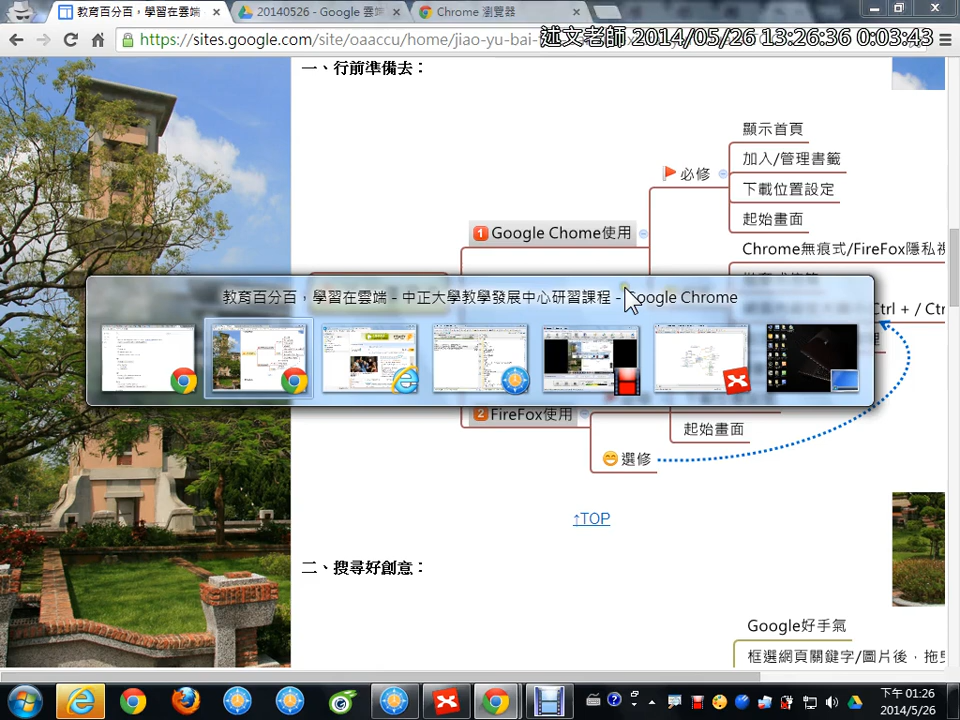 教育百分百，學習在雲端
20140526 - Google 雲端
Chrome 瀏覽器
https://sites.google.com/site/oaaccu/home/jiao-yu-bai-
述文老師 2014/05/26 13:26:36 0:03:43
一、行前準備去：
顯示首頁
必修
加入/管理書籤
下載位置設定
起始畫面
1 Google Chome使用
Chrome無痕式/FireFox隱私視
教育百分百，學習在雲端 - 中正大學教學發展中心研習課程 - Google Chrome
Ctrl + / Ctr
2 FireFox使用
起始畫面
選修
↑TOP
二、搜尋好創意：
Google好手氣
框選網頁關鍵字/圖片後，拖曳
下午 01:26
2014/5/26